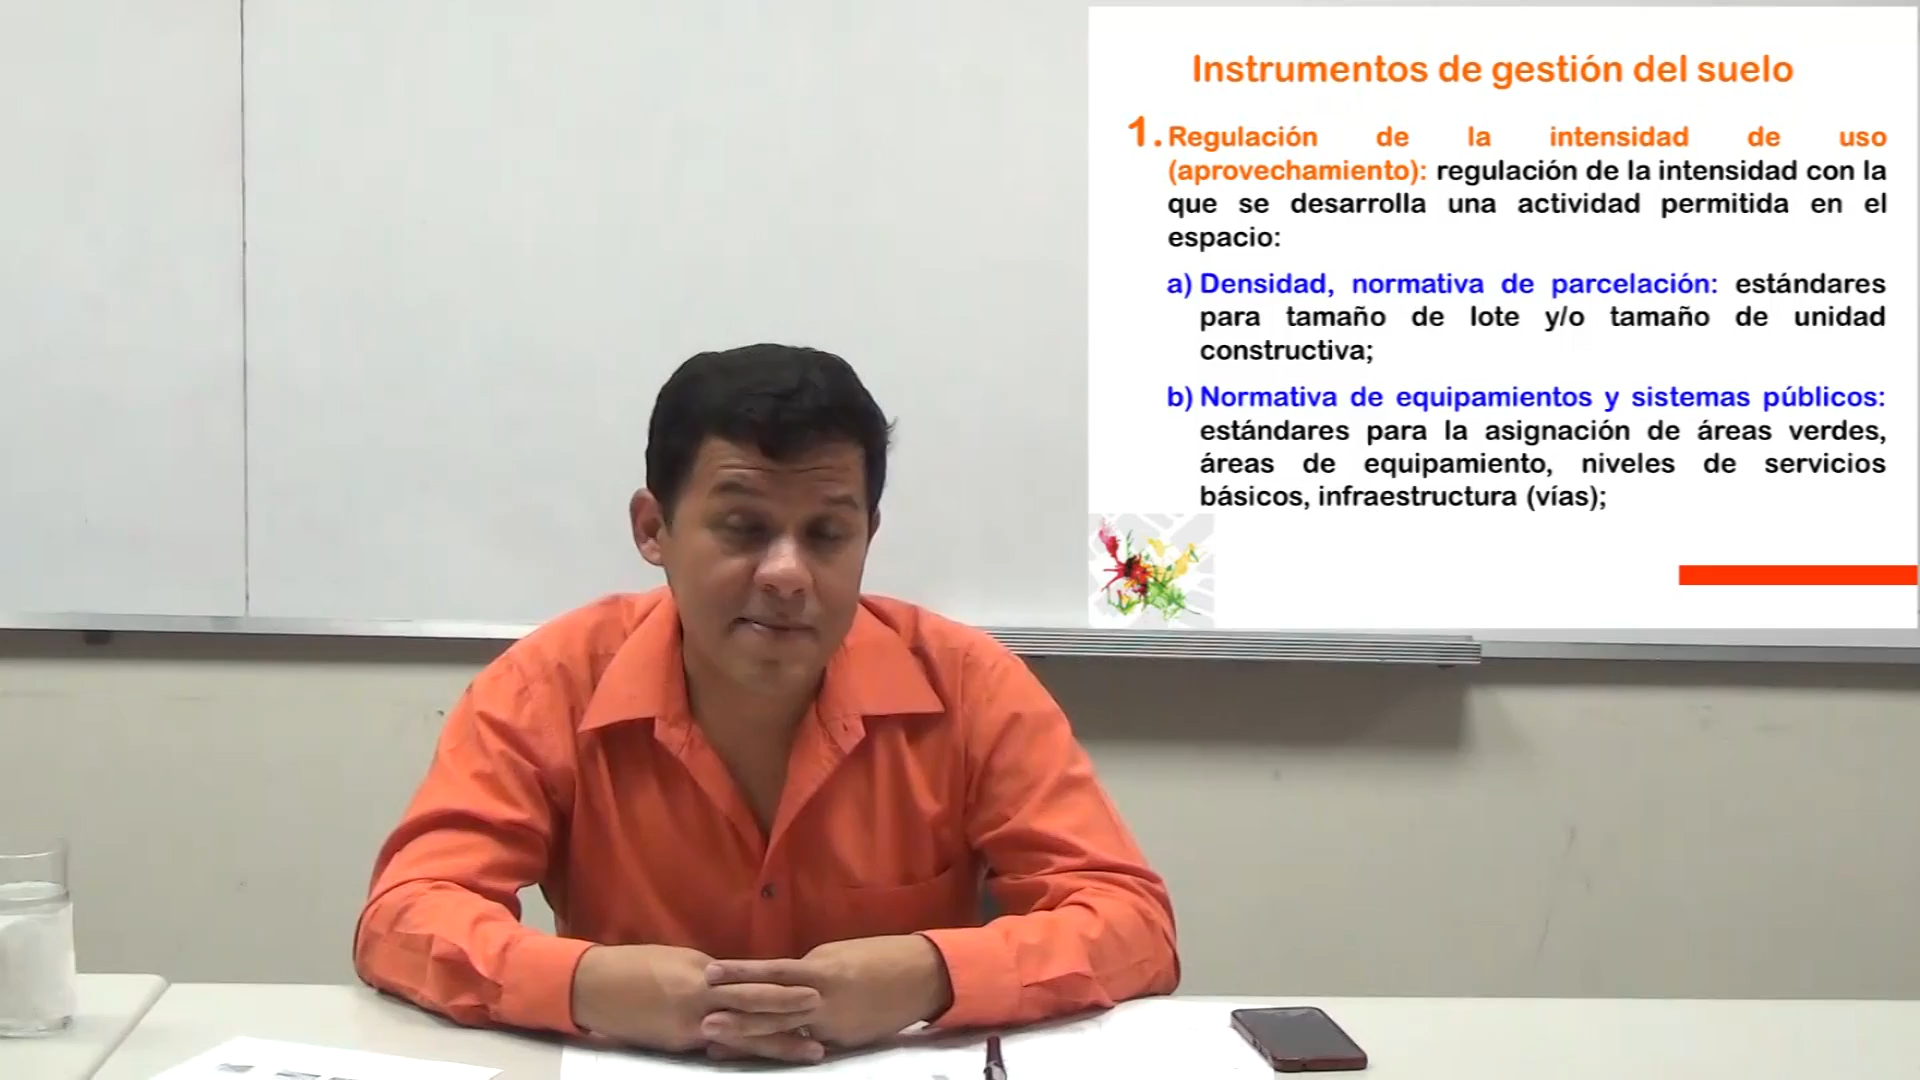 Instrumentos de gestión del suelo
1. Regulación de la intensidad de uso
(aprovechamiento): regulación de la intensidad con la
que se desarrolla una actividad permitida en el
espacio:
a) Densidad, normativa de parcelación: estándares
para tamaño de lote y/o tamaño de unidad
constructiva;
b) Normativa de equipamientos y sistemas públicos:
estándares para la asignación de áreas verdes,
áreas de equipamiento, niveles de servicios
básicos, infraestructura (vías);